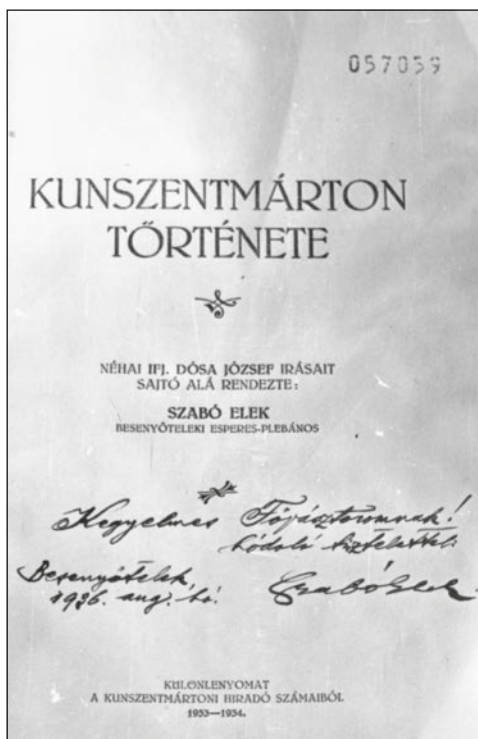 057059
KUNSZENTMÁRTON
TÖRTÉNETE
NÉHAI IFJ. DÓSA JÓZSEF IRÁSAIT
SAJTÓ ALÁ RENDEZTE:
SZABÓ ELEK
BESENYŐTELEKI ESPERES-PLEBÁNOS
Kegyelmes Főpásztoromnak!
hódoló tisztelettel:
Besenyőtelek,
1936. aug. hó. Szabó Elek
KÜLÖNLENYOMAT
A KUNSZENTMÁRTONI HIRADÓ SZÁMAIBÓL
1933—1934.